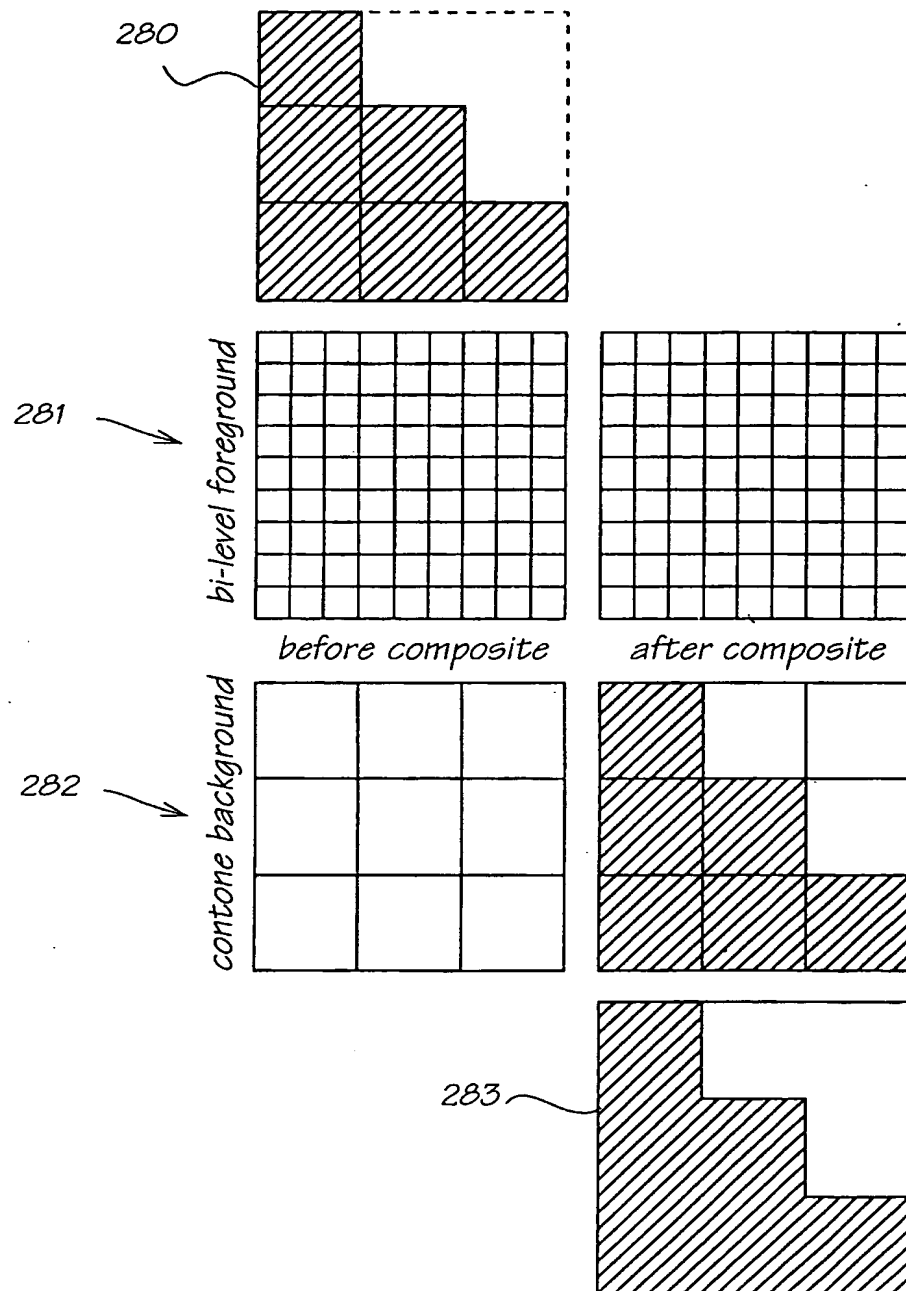 280
281
bi-level foreground
before composite
after composite
282
contone background
283